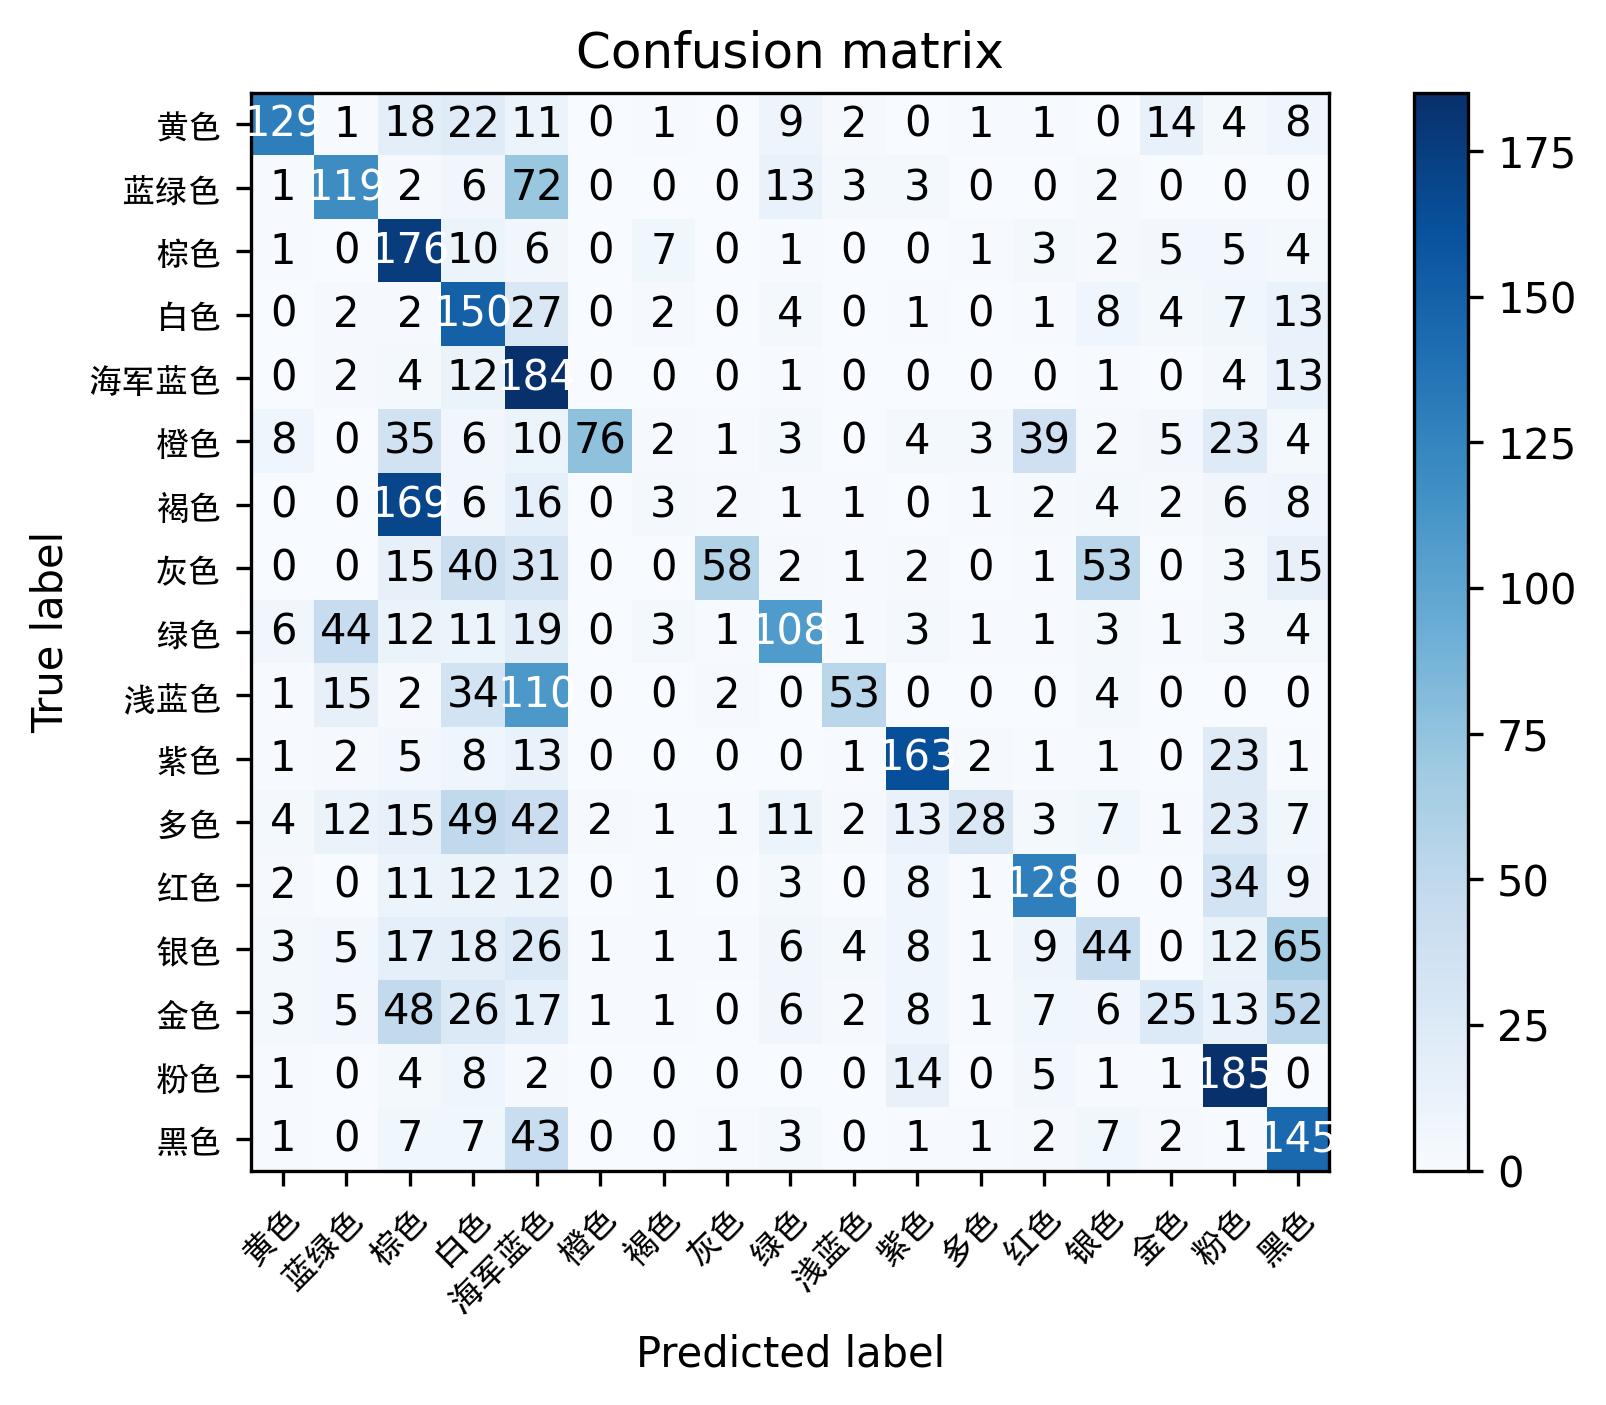 Confusion matrix
黄色 129 1 18 22 11 0 1 0 9 2 0 1 1 0 14 4 8
蓝绿色 1 119 2 6 72 0 0 0 13 3 3 0 0 2 0 0 0
棕色 1 0 176 10 6 0 7 0 1 0 0 1 3 2 5 5 4
白色 0 2 2 150 27 0 2 0 4 0 1 0 1 8 4 7 13
海军蓝色 0 2 4 12 184 0 0 0 1 0 0 0 0 1 0 4 13
橙色 8 0 35 6 10 76 2 1 3 0 4 3 39 2 5 23 4
褐色 0 0 169 6 16 0 3 2 1 1 0 1 2 4 2 6 8
灰色 0 0 15 40 31 0 0 58 2 1 2 0 1 53 0 3 15
绿色 6 44 12 11 19 0 3 1 108 1 3 1 1 3 1 3 4
浅蓝色 1 15 2 34 110 0 0 2 0 53 0 0 0 4 0 0 0
紫色 1 2 5 8 13 0 0 0 0 1 163 2 1 1 0 23 1
多色 4 12 15 49 42 2 1 1 11 2 13 28 3 7 1 23 7
红色 2 0 11 12 12 0 1 0 3 0 8 1 128 0 0 34 9
银色 3 5 17 18 26 1 1 1 6 4 8 1 9 44 0 12 65
金色 3 5 48 26 17 1 1 0 6 2 8 1 7 6 25 13 52
粉色 1 0 4 8 2 0 0 0 0 0 14 0 5 1 1 185 0
黑色 1 0 7 7 43 0 0 1 3 0 1 1 2 7 2 1 145
黄色 蓝绿色 棕色 白色 海军蓝色 橙色 褐色 灰色 绿色 浅蓝色 紫色 多色 红色 银色 金色 粉色 黑色
True label
Predicted label
175
150
125
100
75
50
25
0